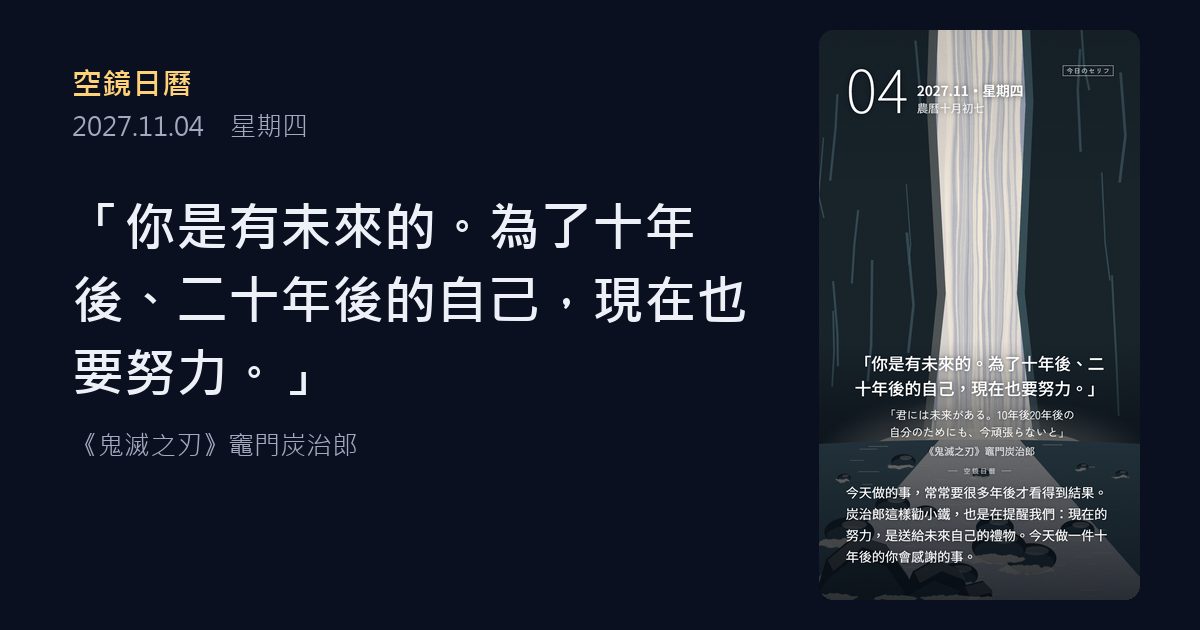 空鏡日曆
2027.11.04 星期四
「你是有未來的。為了十年
後、二十年後的自己，現在也
要努力。」
《鬼滅之刃》竈門炭治郎
04
2027.11・星期四
農曆十月初七
今日のセリフ
「你是有未來的。為了十年後、二
十年後的自己，現在也要努力。」
「君には未来がある。10年後20年後の
自分のためにも、今頑張らないと」
《鬼滅之刃》竈門炭治郎
— 空鏡日曆 —
今天做的事，常常要很多年後才看得到結果。
炭治郎這樣勸小鐵，也是在提醒我們：現在的
努力，是送給未來自己的禮物。今天做一件十
年後的你會感謝的事。